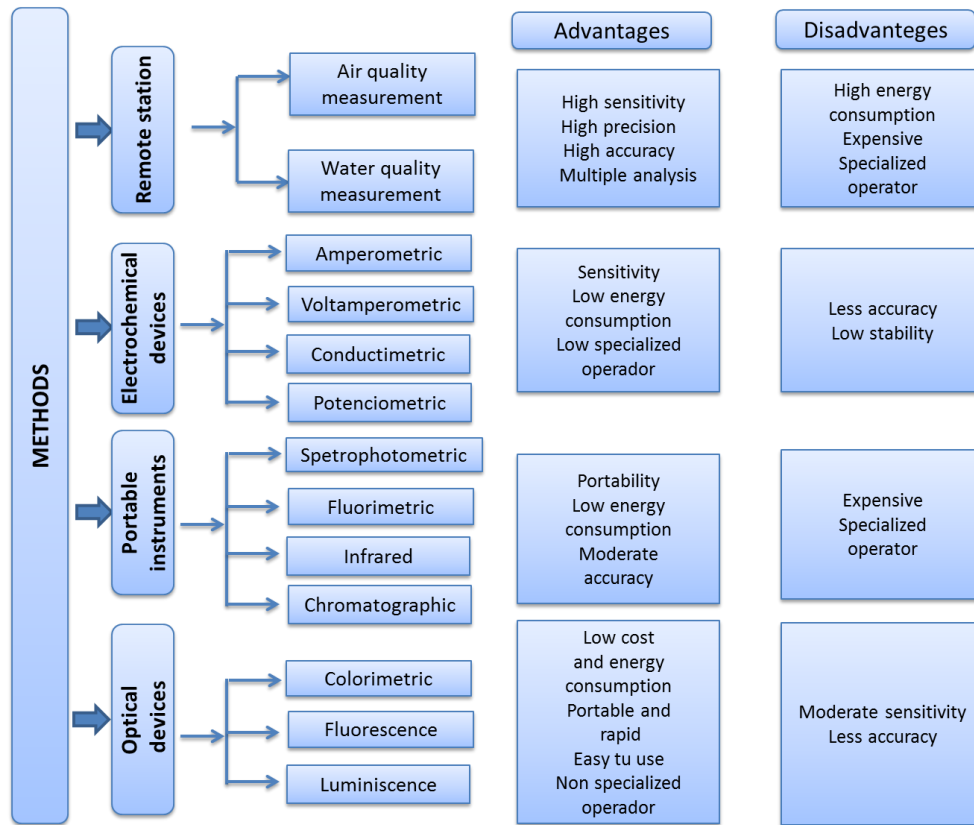 Advantages
Disadvanteges
METHODS
Remote station
Air quality
measurement
Water quality
measurement
High sensitivity
High precision
High accuracy
Multiple analysis
High energy
consumption
Expensive
Specialized
operator
Electrochemical
devices
Amperometric
Voltamperometric
Conductimetric
Potenciometric
Sensitivity
Low energy
consumption
Low specialized
operador
Less accuracy
Low stability
Portable
instruments
Spetrophotometric
Fluorimetric
Infrared
Chromatographic
Portability
Low energy
consumption
Moderate
accuracy
Expensive
Specialized
operator
Optical
devices
Colorimetric
Fluorescence
Luminiscence
Low cost
and energy
consumption
Portable and
rapid
Easy tu use
Non specialized
operador
Moderate sensitivity
Less accuracy